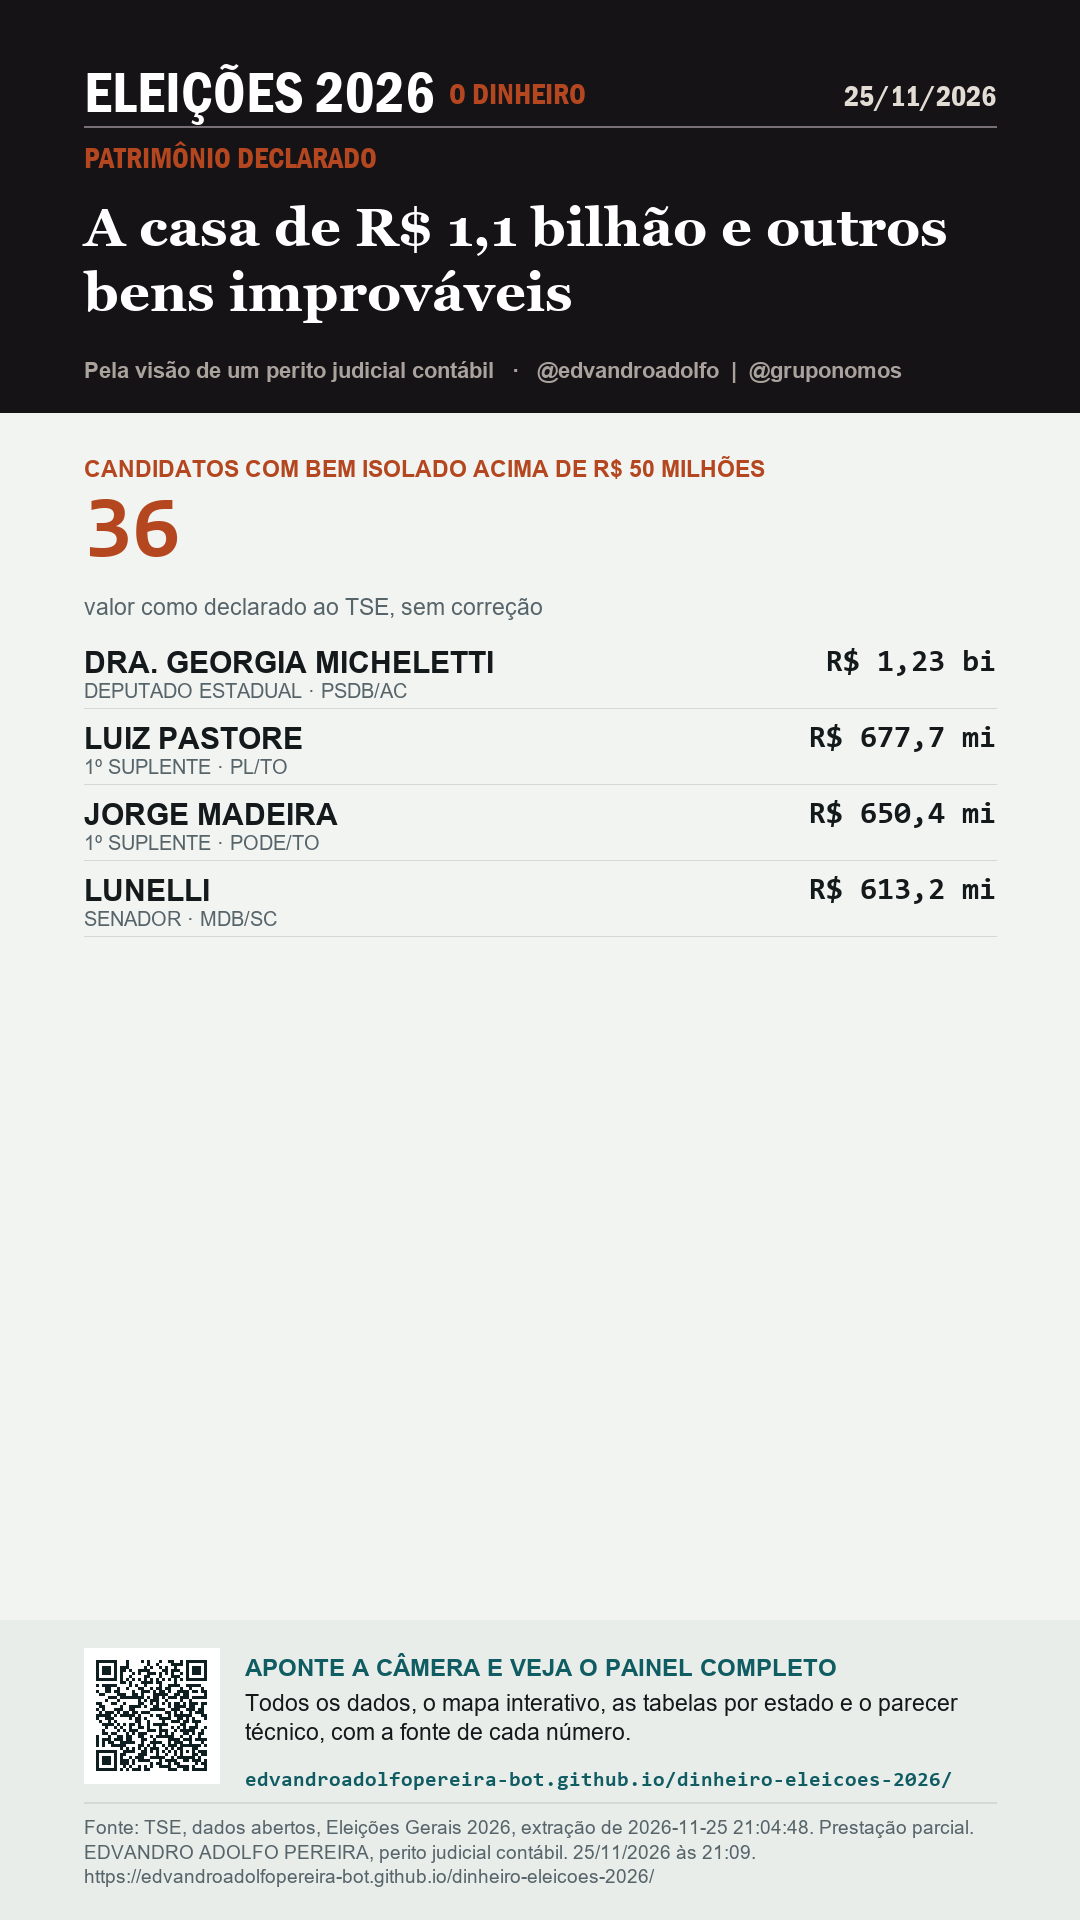 ELEIÇÕES 2026 O DINHEIRO 25/11/2026
PATRIMÔNIO DECLARADO
A casa de R$ 1,1 bilhão e outros
bens improváveis
Pela visão de um perito judicial contábil · @edvandroadolfo | @gruponomos
CANDIDATOS COM BEM ISOLADO ACIMA DE R$ 50 MILHÕES
36
valor como declarado ao TSE, sem correção
DRA. GEORGIA MICHELETTI R$ 1,23 bi
DEPUTADO ESTADUAL · PSDB/AC
LUIZ PASTORE R$ 677,7 mi
1º SUPLENTE · PL/TO
JORGE MADEIRA R$ 650,4 mi
1º SUPLENTE · PODE/TO
LUNELLI R$ 613,2 mi
SENADOR · MDB/SC
APONTE A CÂMERA E VEJA O PAINEL COMPLETO
Todos os dados, o mapa interativo, as tabelas por estado e o parecer
técnico, com a fonte de cada número.
edvandroadolfopereira-bot.github.io/dinheiro-eleicoes-2026/
Fonte: TSE, dados abertos, Eleições Gerais 2026, extração de 2026-11-25 21:04:48. Prestação parcial.
EDVANDRO ADOLFO PEREIRA, perito judicial contábil. 25/11/2026 às 21:09.
https://edvandroadolfopereira-bot.github.io/dinheiro-eleicoes-2026/